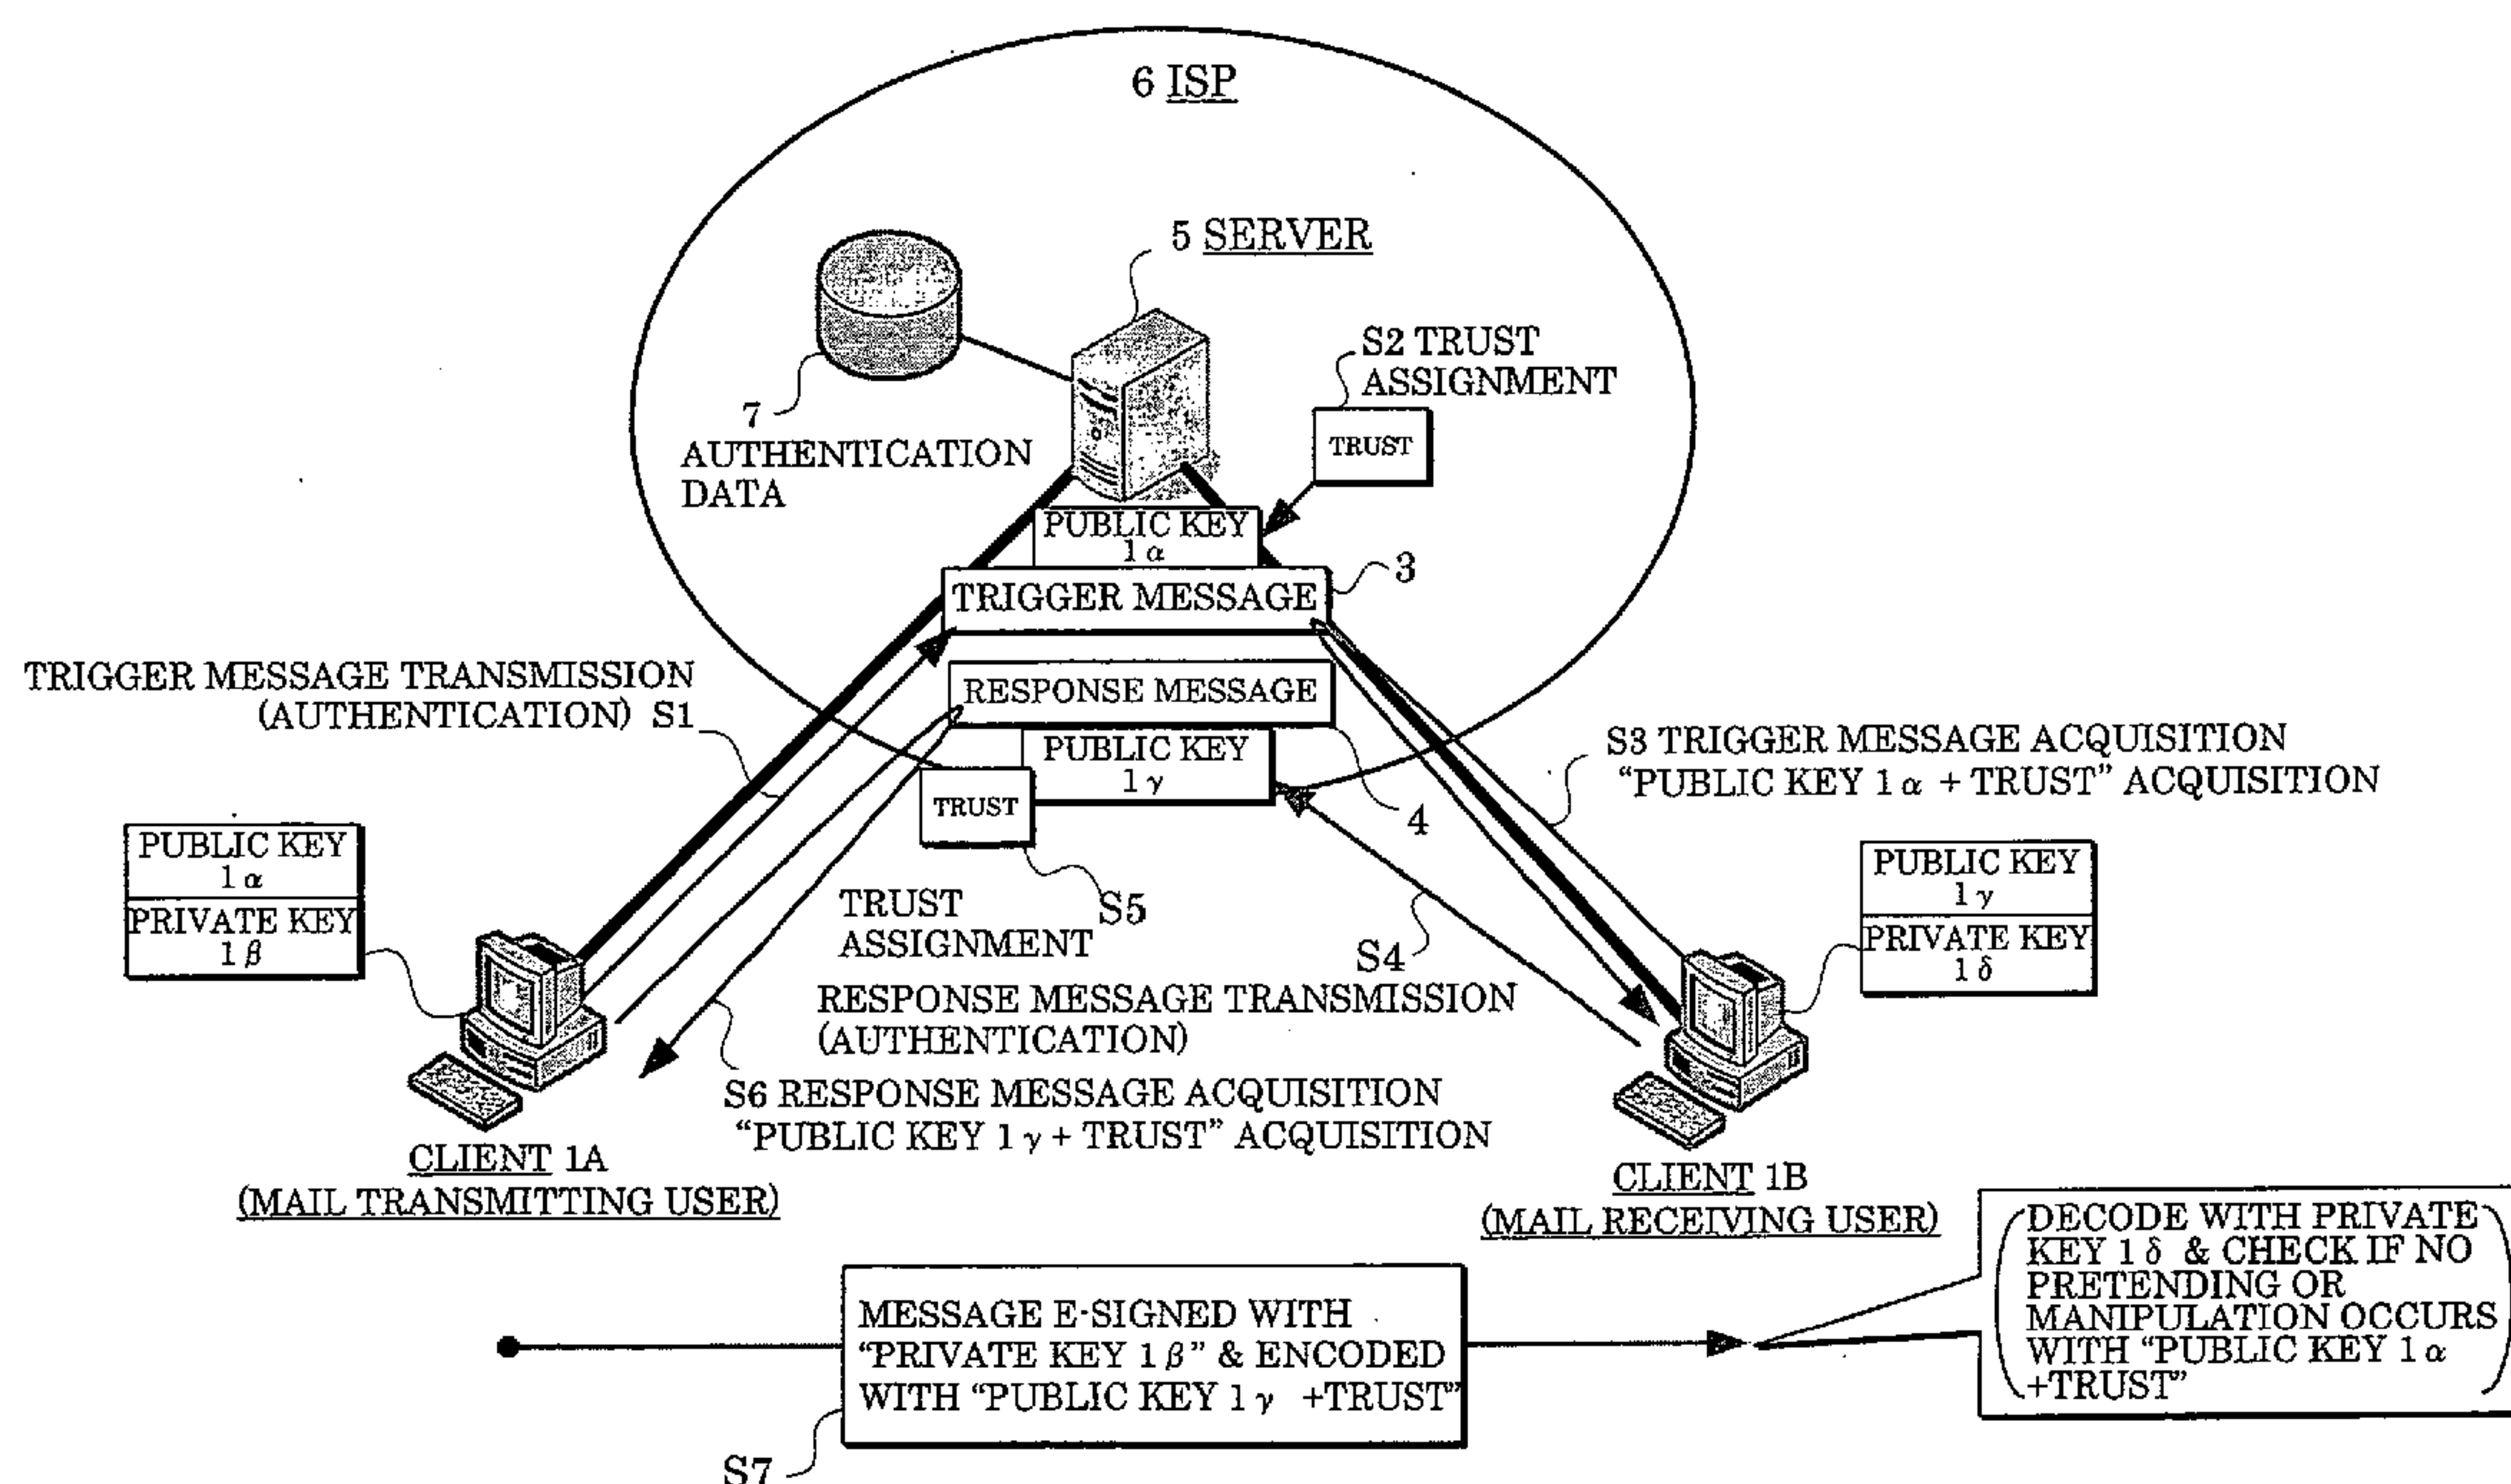 6 ISP
5 SERVER
S2 TRUST
ASSIGNMENT
TRUST
7
AUTHENTICATION
DATA
PUBLIC KEY
1α
TRIGGER MESSAGE
3
TRIGGER MESSAGE TRANSMISSION
(AUTHENTICATION) S1
RESPONSE MESSAGE
PUBLIC KEY
1γ
TRUST
4
S3 TRIGGER MESSAGE ACQUISITION
“PUBLIC KEY 1α + TRUST” ACQUISITION
PUBLIC KEY
1α
PRIVATE KEY
1β
PUBLIC KEY
1γ
PRIVATE KEY
1δ
TRUST
ASSIGNMENT
S5
S4
RESPONSE MESSAGE TRANSMISSION
(AUTHENTICATION)
S6 RESPONSE MESSAGE ACQUISITION
“PUBLIC KEY 1γ + TRUST” ACQUISITION
CLIENT 1A
(MAIL TRANSMITTING USER)
CLIENT 1B
(MAIL RECEIVING USER)
MESSAGE E-SIGNED WITH
“PRIVATE KEY 1β” & ENCODED
WITH “PUBLIC KEY 1γ +TRUST”
S7
(DECODE WITH PRIVATE
KEY 1δ & CHECK IF NO
PRETENDING OR
MANIPULATION OCCURS
WITH “PUBLIC KEY 1α
+TRUST”)